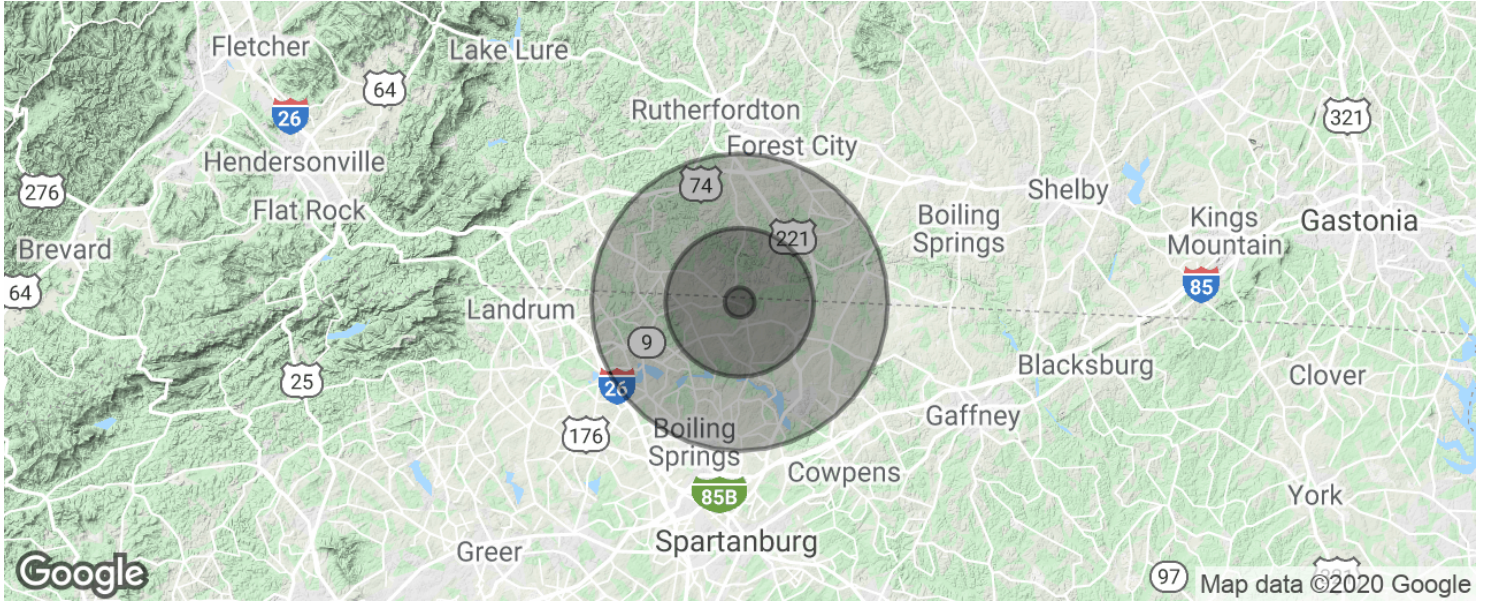 Fletcher
Lake Lure
64
26
Rutherfordton
321
Forest City
Hendersonville
74
276
Shelby
Flat Rock
Boiling
Springs
Kings
Mountain
Gastonia
221
Brevard
64
85
Landrum
9
Blacksburg
25
26
Clover
Gaffney
176
Boiling
Springs
Cowpens
85B
York
Spartanburg
Greer
Google
97
Map data ©2020 Google